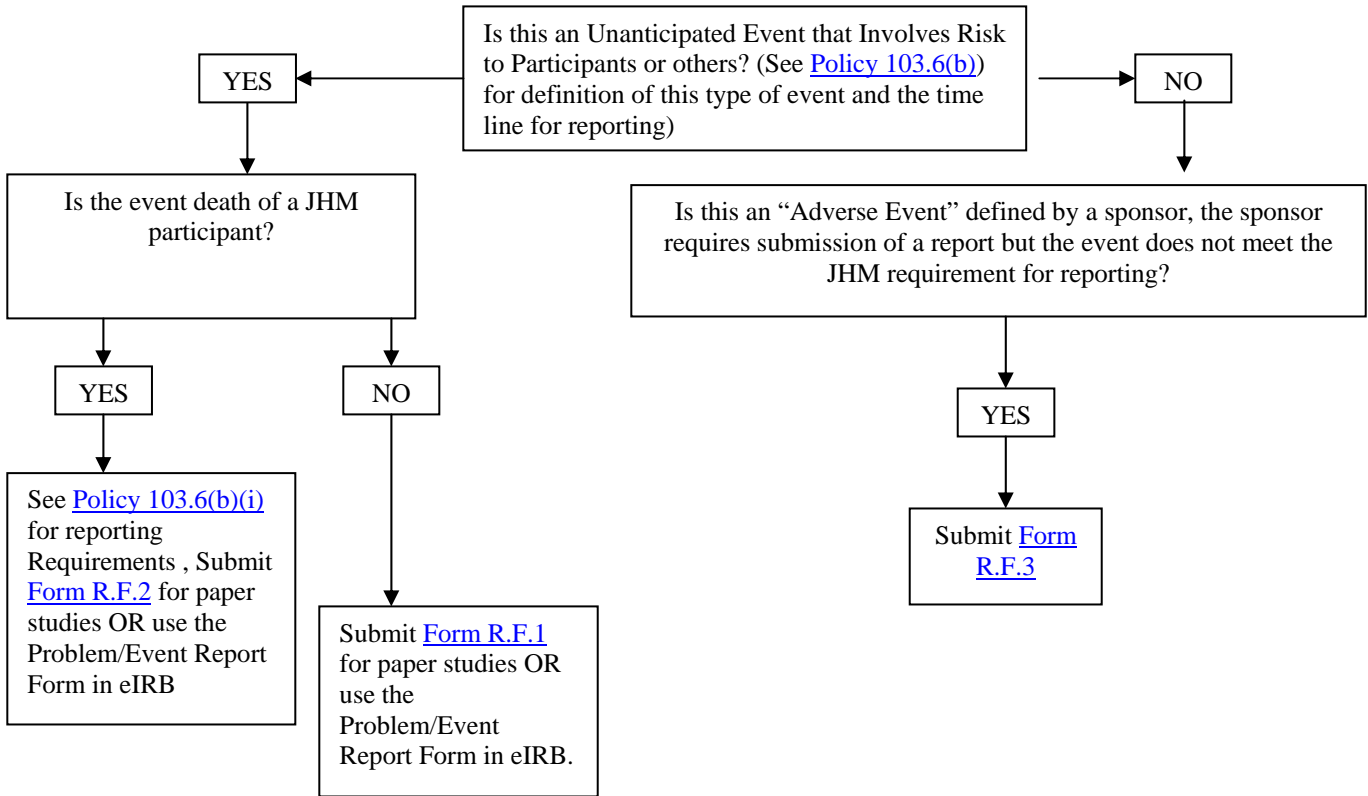 Is this an Unanticipated Event that Involves Risk
to Participants or others? (See Policy 103.6(b))
for definition of this type of event and the time
line for reporting)
YES
NO
Is the event death of a JHM
participant?
Is this an “Adverse Event” defined by a sponsor, the sponsor
requires submission of a report but the event does not meet the
JHM requirement for reporting?
YES
NO
YES
See Policy 103.6(b)(i)
for reporting
Requirements , Submit
Form R.F.2 for paper
studies OR use the
Problem/Event Report
Form in eIRB
Submit Form R.F.1
for paper studies OR
use the
Problem/Event
Report Form in eIRB.
Submit Form
R.F.3